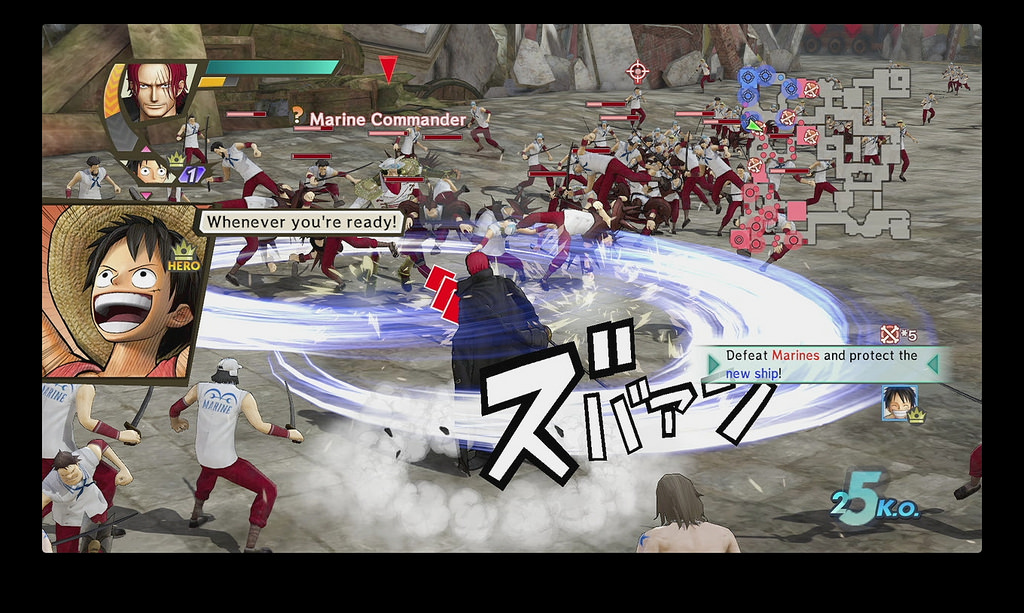 Marine Commander
1
Whenever you're ready!
HERO
*5
Defeat Marines and protect the
new ship!
ズバァン
MARINE
MARINE
25 K.O.